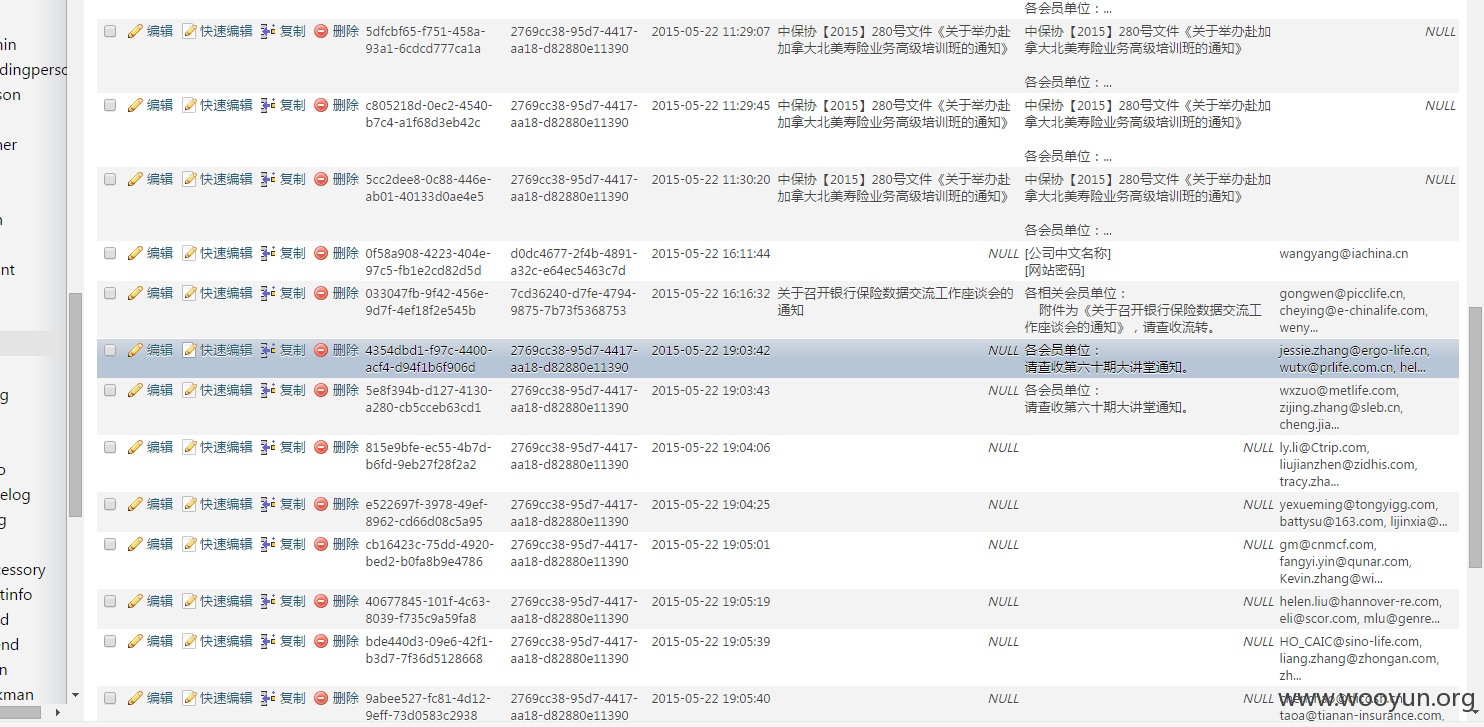 各会员单位：...
编辑 快速编辑 复制 删除 5dfcbf65-f751-458a-93a1-6cdcd777ca1a 2769cc38-95d7-4417-aa18-d82880e11390 2015-05-22 11:29:07 中保协【2015】280号文件《关于举办赴加拿大北美寿险业务高级培训班的通知》 中保协【2015】280号文件《关于举办赴加拿大北美寿险业务高级培训班的通知》 NULL
各会员单位：...
编辑 快速编辑 复制 删除 c805218d-0ec2-4540-b7c4-a1f68d3eb42c 2769cc38-95d7-4417-aa18-d82880e11390 2015-05-22 11:29:45 中保协【2015】280号文件《关于举办赴加拿大北美寿险业务高级培训班的通知》 中保协【2015】280号文件《关于举办赴加拿大北美寿险业务高级培训班的通知》 NULL
各会员单位：...
编辑 快速编辑 复制 删除 5cc2dee8-0c88-446e-ab01-40133d0ae4e5 2769cc38-95d7-4417-aa18-d82880e11390 2015-05-22 11:30:20 中保协【2015】280号文件《关于举办赴加拿大北美寿险业务高级培训班的通知》 中保协【2015】280号文件《关于举办赴加拿大北美寿险业务高级培训班的通知》 NULL
各会员单位：...
编辑 快速编辑 复制 删除 0f58a908-4223-404e-97c5-fb1e2cd82d5d d0dc4677-2f4b-4891-a32c-e64ec5463c7d 2015-05-22 16:11:44 NULL [公司中文名称] [网站密码] wangyang@iachina.cn
编辑 快速编辑 复制 删除 033047fb-9f42-456e-9d7f-4ef18f2e545b 7cd36240-d7fe-4794-9875-7b73f5368753 2015-05-22 16:16:32 关于召开银行保险数据交流工作座谈会的通知 各相关会员单位： 附件为《关于召开银行保险数据交流工作座谈会的通知》，请查收流转。 gongwen@picclife.cn, cheying@e-chinalife.com, weny...
编辑 快速编辑 复制 删除 4354dbd1-f97c-4400-acf4-d94f1b6f906d 2769cc38-95d7-4417-aa18-d82880e11390 2015-05-22 19:03:42 NULL 各会员单位： 请查收第六十期大讲堂通知。 jessie.zhang@ergo-life.cn, wutx@prlife.com.cn, hel...
编辑 快速编辑 复制 删除 5e8f394b-d127-4130-a280-cb5cceb63cd1 2769cc38-95d7-4417-aa18-d82880e11390 2015-05-22 19:03:43 NULL 各会员单位： 请查收第六十期大讲堂通知。 wxzuo@metlife.com, zijing.zhang@sleb.cn, cheng.jia...
编辑 快速编辑 复制 删除 815e9bfe-ec55-4b7d-b6fd-9eb27f28f2a2 2769cc38-95d7-4417-aa18-d82880e11390 2015-05-22 19:04:06 NULL NULL ly.li@Ctrip.com, liujianzhen@zidhis.com, tracy.zha...
编辑 快速编辑 复制 删除 e522697f-3978-49ef-8962-cd66d08c5a95 2769cc38-95d7-4417-aa18-d82880e11390 2015-05-22 19:04:25 NULL NULL yexueming@tongyigg.com, battysu@163.com, lijinxia@...
编辑 快速编辑 复制 删除 cb16423c-75dd-4920-bed2-b0fa8b9e4786 2769cc38-95d7-4417-aa18-d82880e11390 2015-05-22 19:05:01 NULL NULL gm@cnmcf.com, fangyi.yin@qunar.com, Kevin.zhang@wi...
编辑 快速编辑 复制 删除 40677845-101f-4c63-8039-f735c9a59fa8 2769cc38-95d7-4417-aa18-d82880e11390 2015-05-22 19:05:19 NULL NULL helen.liu@hannover-re.com, eli@scor.com, mlu@genre...
编辑 快速编辑 复制 删除 bde440d3-09e6-42f1-b3d7-7f36d5128668 2769cc38-95d7-4417-aa18-d82880e11390 2015-05-22 19:05:39 NULL NULL HO_CAIC@sino-life.com, liang.zhang@zhongan.com, zh...
编辑 快速编辑 复制 删除 9abee527-fc81-4d12-9eff-73d0583c2938 2769cc38-95d7-4417-aa18-d82880e11390 2015-05-22 19:05:40 NULL NULL taoa@tianan-insurance.com,
www.wooyun.org